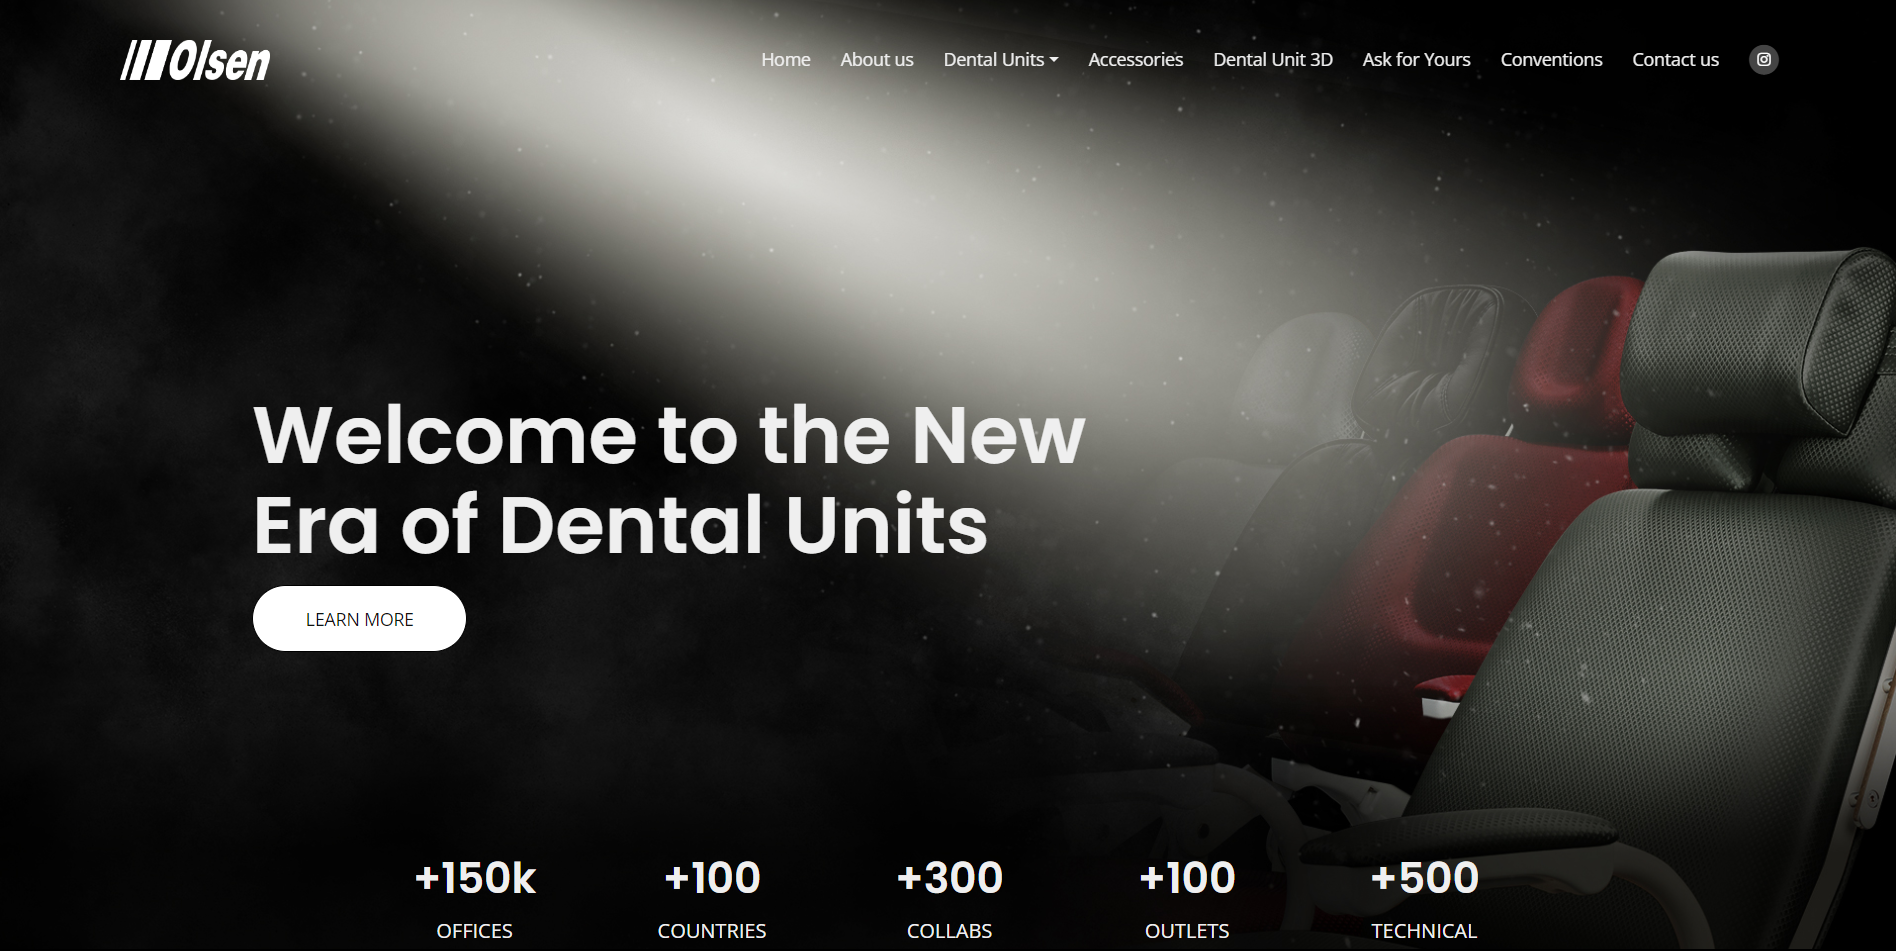 Olsen
Home About us Dental Units Accessories Dental Unit 3D Ask for Yours Conventions Contact us
Welcome to the New
Era of Dental Units
LEARN MORE
+150k +100 +300 +100 +500
OFFICES COUNTRIES COLLABS OUTLETS TECHNICAL